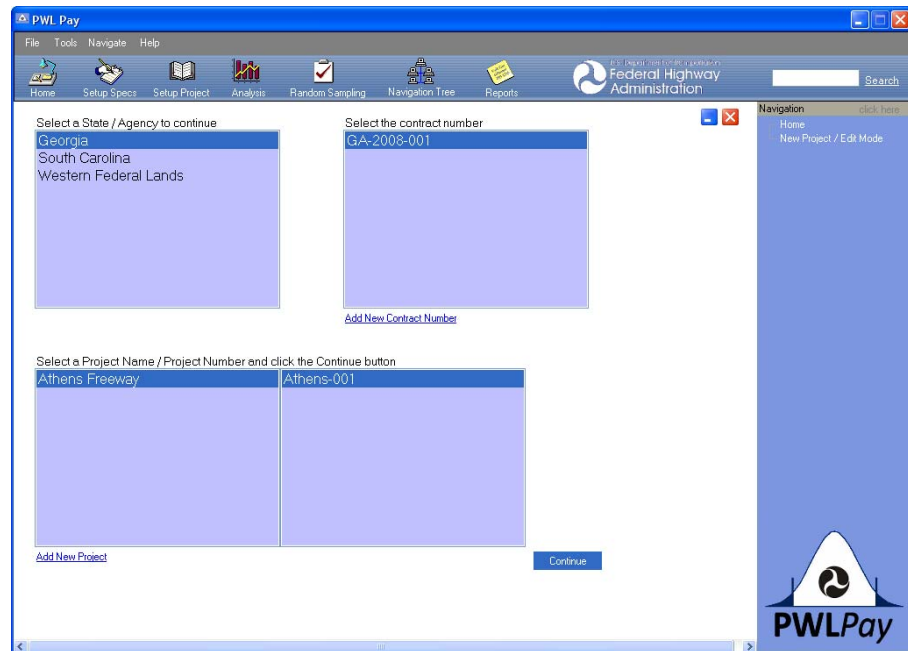 PWL Pay
File Tools Navigate Help
Home Setup Specs Setup Project Analysis Random Sampling Navigation Tree Reports
U.S. Department of Transportation
Federal Highway
Administration
Search
Navigation click here
Home
New Project / Edit Mode
Select a State / Agency to continue
Georgia
South Carolina
Western Federal Lands
Select the contract number
GA-2008-001
Add New Contract Number
Select a Project Name / Project Number and click the Continue button
Athens Freeway Athens-001
Add New Project
Continue
PWLPay